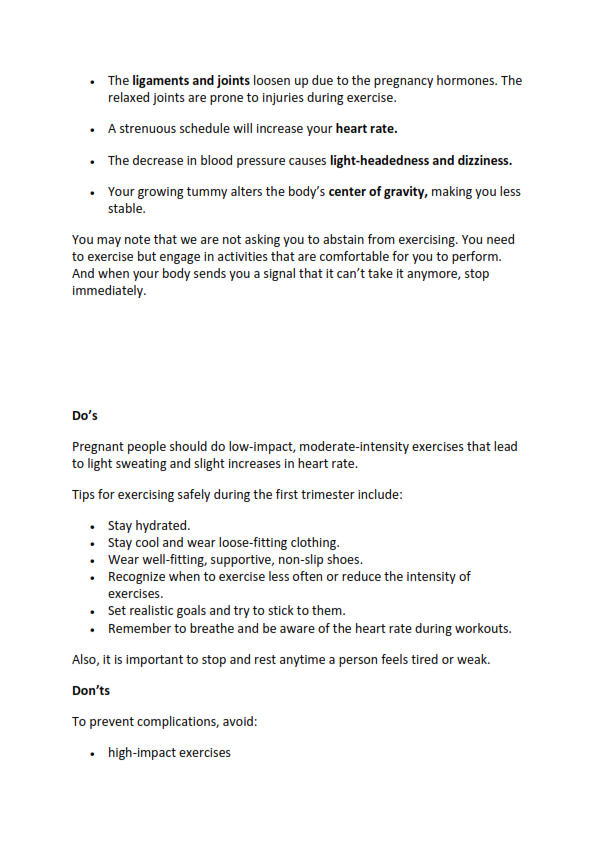 • The ligaments and joints loosen up due to the pregnancy hormones. The
relaxed joints are prone to injuries during exercise.
• A strenuous schedule will increase your heart rate.
• The decrease in blood pressure causes light-headedness and dizziness.
• Your growing tummy alters the body’s center of gravity, making you less
stable.
You may note that we are not asking you to abstain from exercising. You need
to exercise but engage in activities that are comfortable for you to perform.
And when your body sends you a signal that it can’t take it anymore, stop
immediately.
Do’s
Pregnant people should do low-impact, moderate-intensity exercises that lead
to light sweating and slight increases in heart rate.
Tips for exercising safely during the first trimester include:
• Stay hydrated.
• Stay cool and wear loose-fitting clothing.
• Wear well-fitting, supportive, non-slip shoes.
• Recognize when to exercise less often or reduce the intensity of
exercises.
• Set realistic goals and try to stick to them.
• Remember to breathe and be aware of the heart rate during workouts.
Also, it is important to stop and rest anytime a person feels tired or weak.
Don’ts
To prevent complications, avoid:
• high-impact exercises